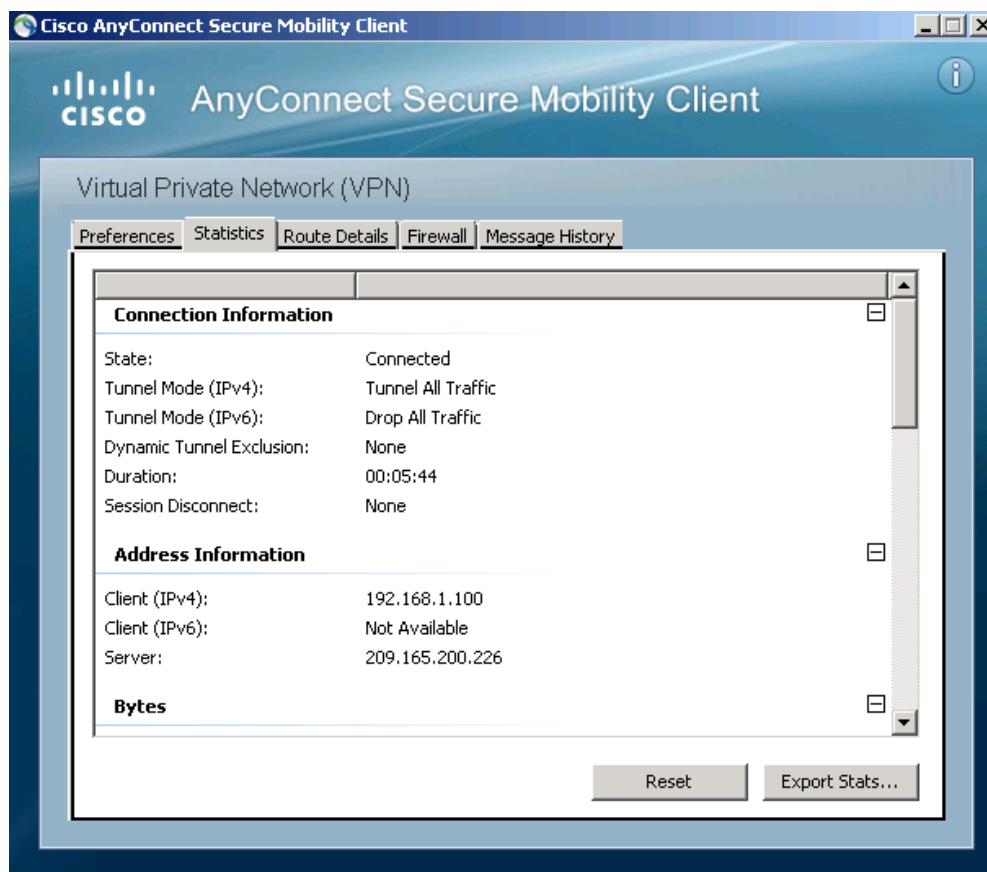 Cisco AnyConnect Secure Mobility Client
CISCO AnyConnect Secure Mobility Client
Virtual Private Network (VPN)
Preferences Statistics Route Details Firewall Message History
Connection Information
State: Connected
Tunnel Mode (IPv4): Tunnel All Traffic
Tunnel Mode (IPv6): Drop All Traffic
Dynamic Tunnel Exclusion: None
Duration: 00:05:44
Session Disconnect: None
Address Information
Client (IPv4): 192.168.1.100
Client (IPv6): Not Available
Server: 209.165.200.226
Bytes
Reset Export Stats...